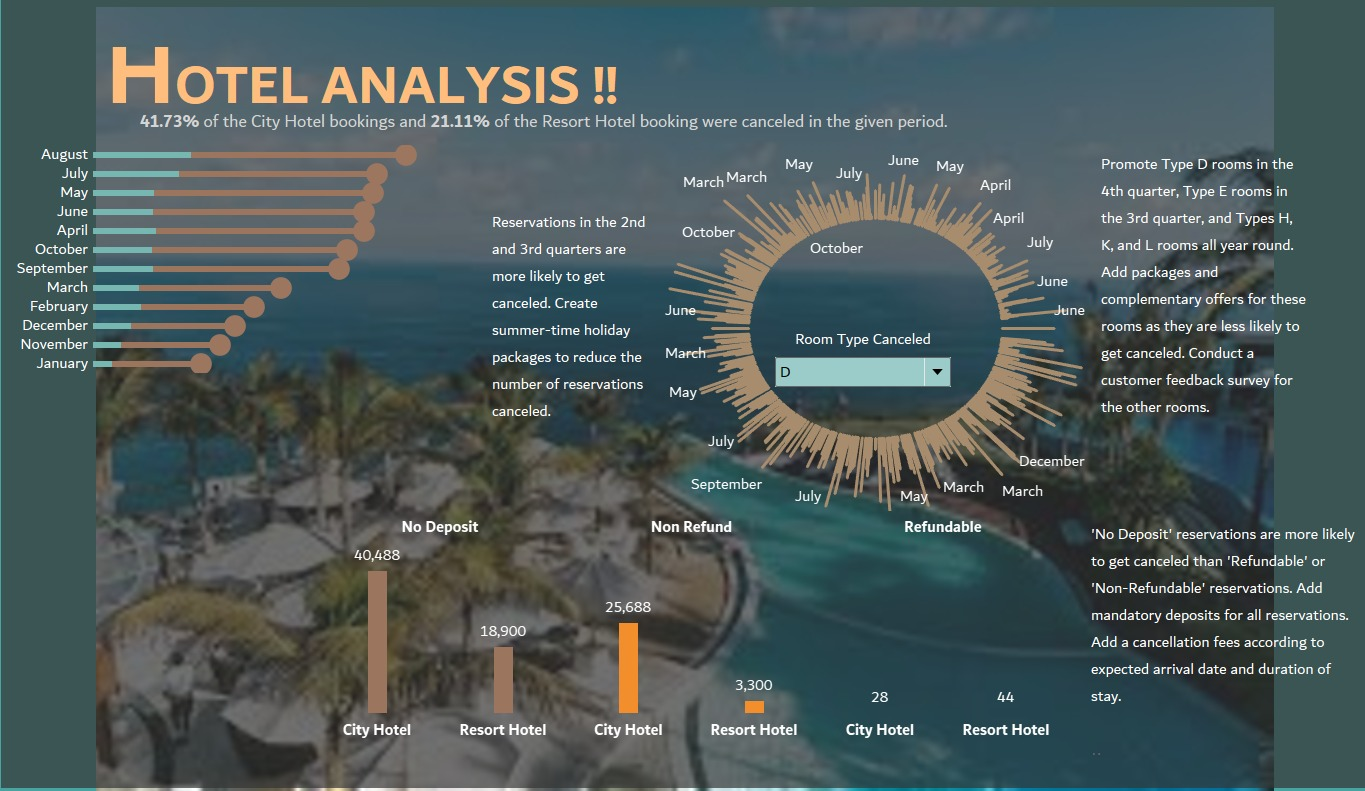 HOTEL ANALYSIS !!
41.73% of the City Hotel bookings and 21.11% of the Resort Hotel booking were canceled in the given period.
August
July
May
June
April
October
September
March
February
December
November
January
Reservations in the 2nd
and 3rd quarters are
more likely to get
canceled. Create
summer-time holiday
packages to reduce the
number of reservations
canceled.
March
March
May
July
June
May
April
April
July
June
June
October
October
June
March
May
July
September
July
May
March
March
December
Room Type Canceled
D
Promote Type D rooms in the
4th quarter, Type E rooms in
the 3rd quarter, and Types H,
K, and L rooms all year round.
Add packages and
complementary offers for these
rooms as they are less likely to
get canceled. Conduct a
customer feedback survey for
the other rooms.
No Deposit Non Refund Refundable
40,488
18,900
25,688
3,300
28
44
City Hotel Resort Hotel City Hotel Resort Hotel City Hotel Resort Hotel
'No Deposit' reservations are more likely
to get canceled than 'Refundable' or
'Non-Refundable' reservations. Add
mandatory deposits for all reservations.
Add a cancellation fees according to
expected arrival date and duration of
stay.
..